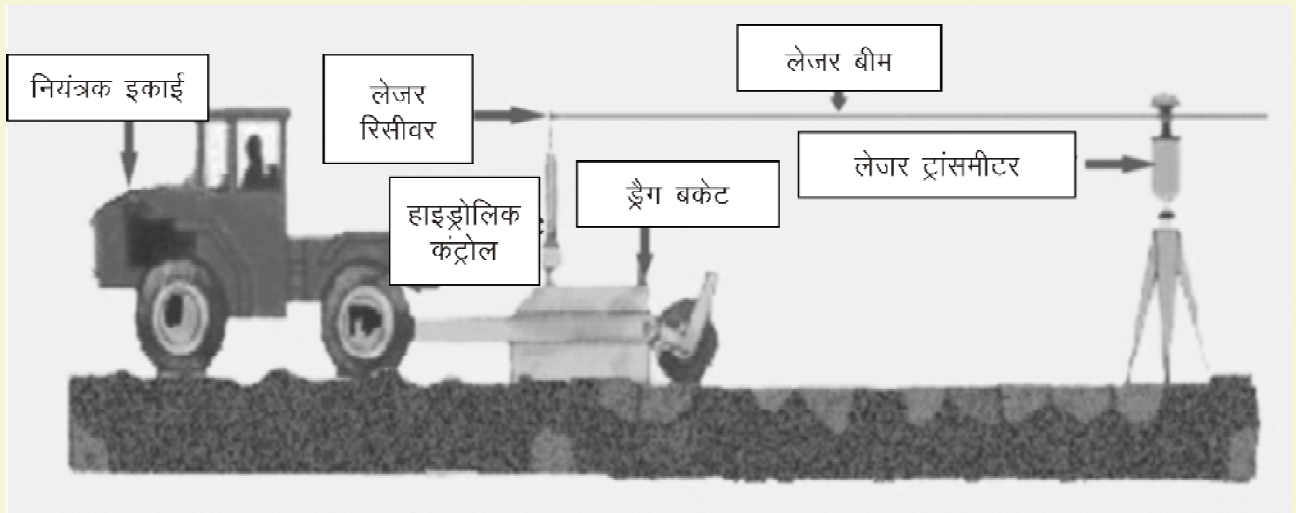 लेजर बीम
नियंत्रक इकाई
लेजर
रिसीवर
लेजर ट्रांसमीटर
ड्रैग बकेट
हाइड्रोलिक
कंट्रोल